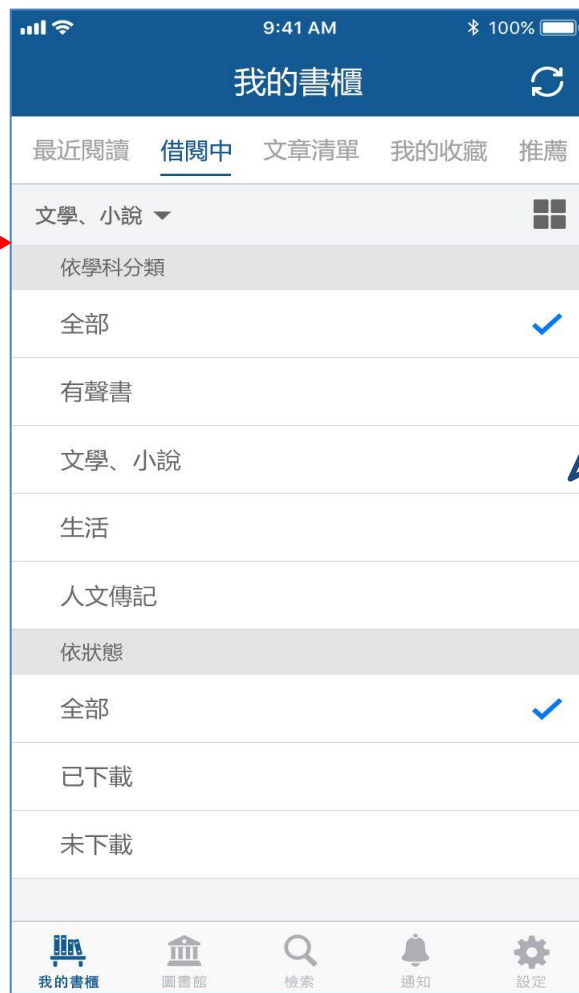 9:41 AM 100%
我的書櫃
最近閱讀 借閱中 文章清單 我的收藏 推薦
文學、小說
依學科分類
全部
有聲書
文學、小說
生活
人文傳記
依狀態
全部
已下載
未下載
我的書櫃 圖書館 檢索 通知 設定